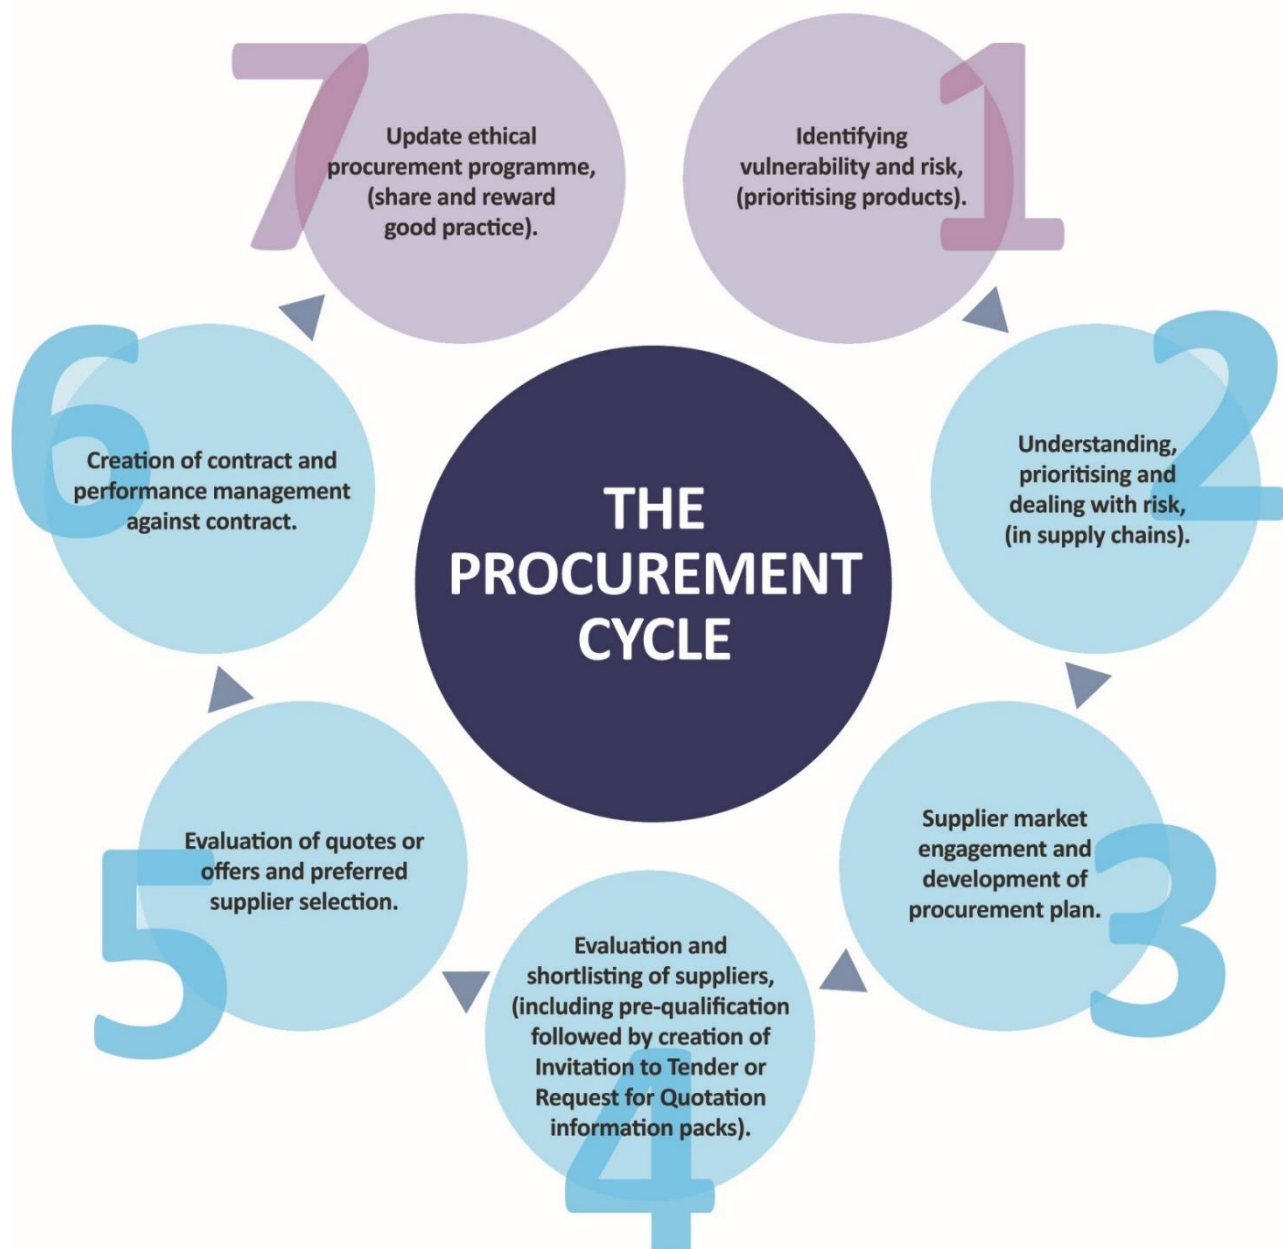 THE
PROCUREMENT
CYCLE
1
Identifying
vulnerability and risk,
(prioritising products).
2
Understanding,
prioritising and
dealing with risk,
(in supply chains).
3
Supplier market
engagement and
development of
procurement plan.
4
Evaluation and
shortlisting of suppliers,
(including pre-qualification
followed by creation of
Invitation to Tender or
Request for Quotation
information packs).
5
Evaluation of quotes or
offers and preferred
supplier selection.
6
Creation of contract and
performance management
against contract.
7
Update ethical
procurement programme,
(share and reward
good practice).